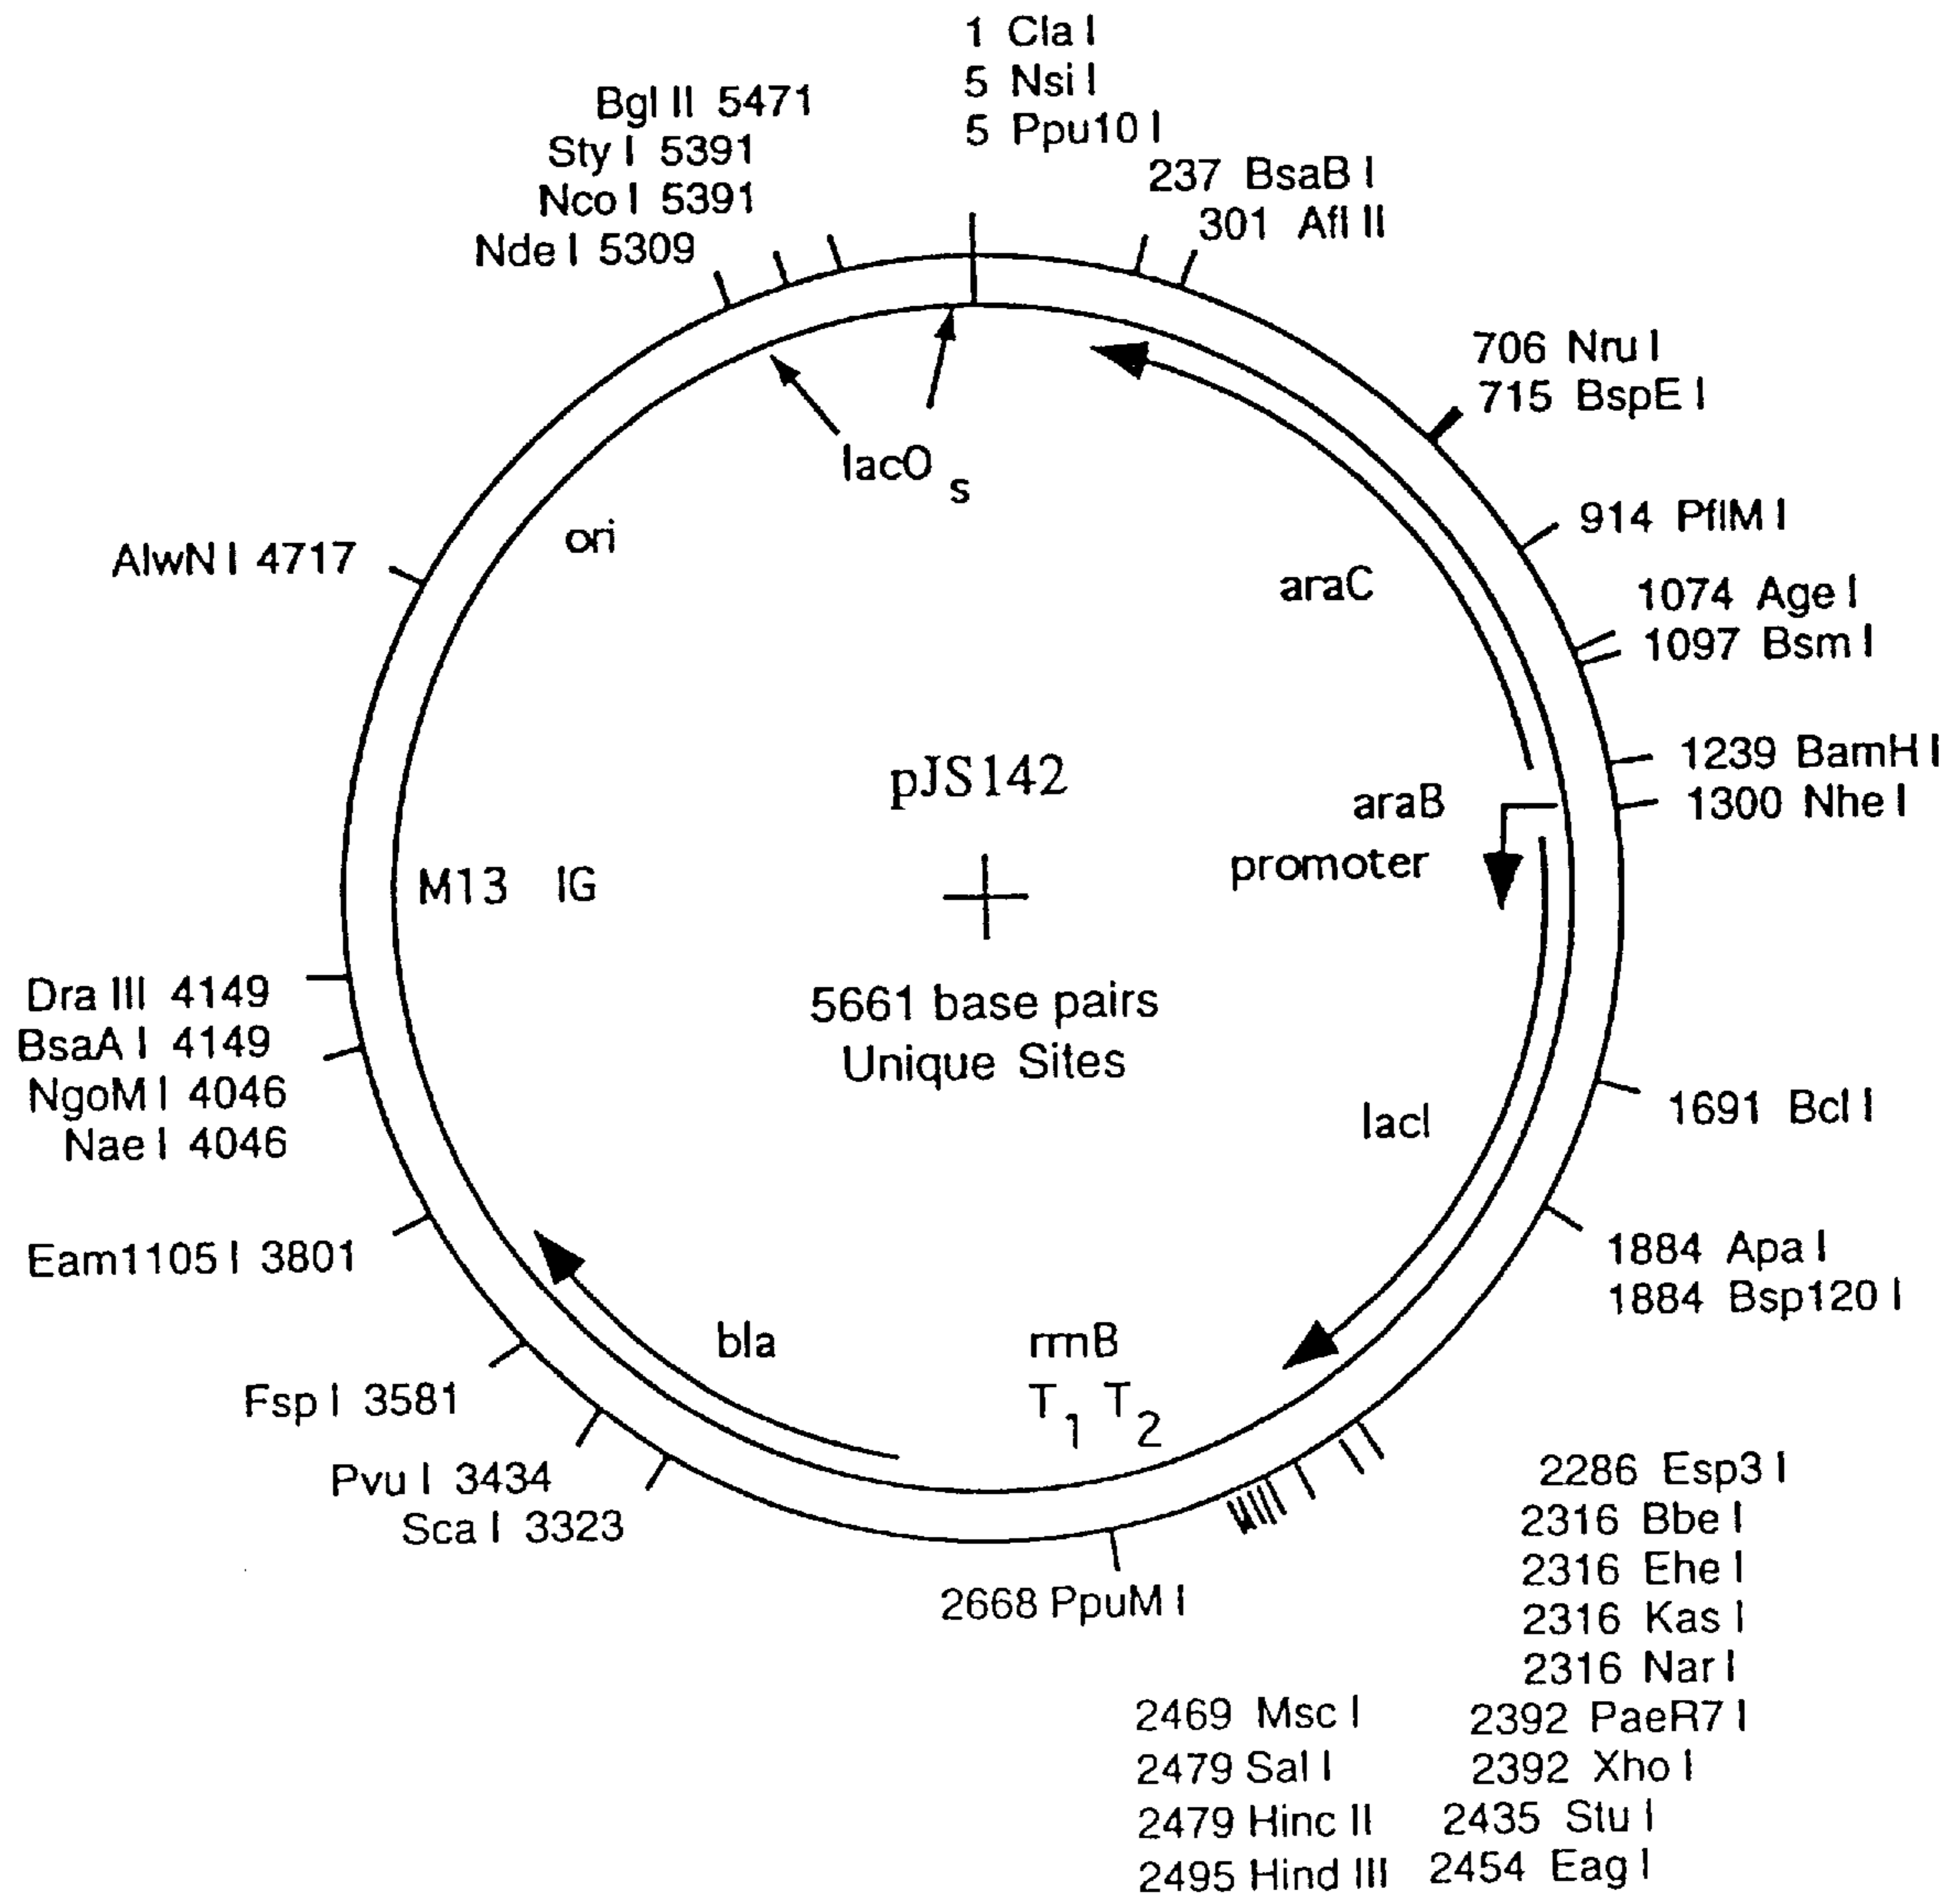 1 Cla I
5 Nsi I
5 Ppu10 I
Bgl II 5471
Sty I 5391
Nco I 5391
Nde I 5309
237 BsaB I
301 Afl II
706 Nru I
715 BspE I
lacO s
914 PflM I
AlwN I 4717
ori
araC
1074 Age I
1097 Bsm I
1239 BamH I
1300 Nhe I
pJS142
araB
promoter
M13 IG
Dra III 4149
BsaA I 4149
NgoM I 4046
Nae I 4046
5661 base pairs
Unique Sites
lacI
1691 Bcl I
1884 Apa I
1884 Bsp120 I
Eam1105 I 3801
bla
rrnB
T1 T2
Fsp I 3581
Pvu I 3434
Sca I 3323
2668 PpuM I
2286 Esp3 I
2316 Bbe I
2316 Ehe I
2316 Kas I
2316 Nar I
2392 PaeR7 I
2392 Xho I
2435 Stu I
2454 Eag I
2469 Msc I
2479 Sal I
2479 Hinc II
2495 Hind III